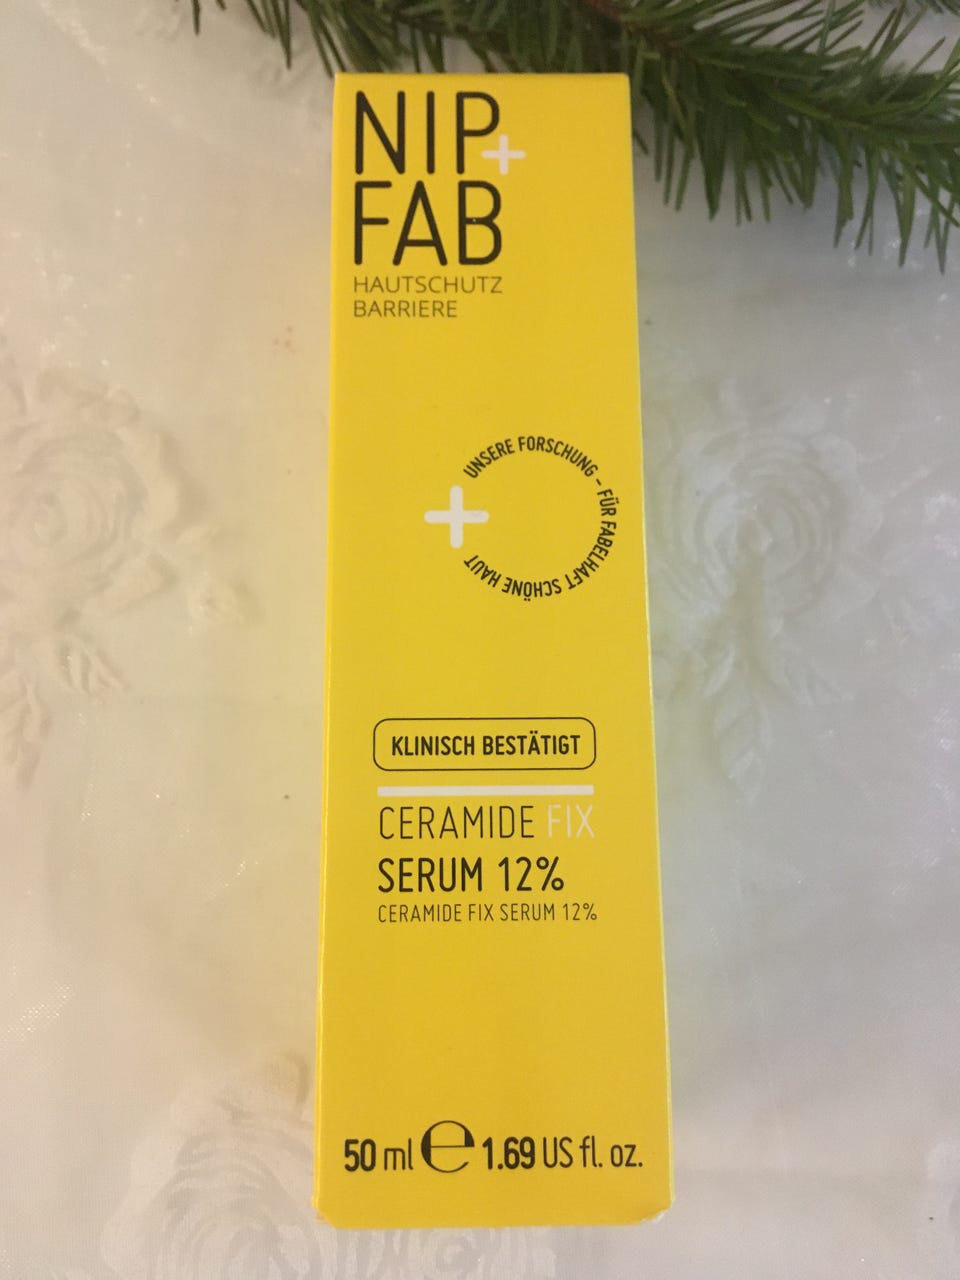 NIP+
FAB
HAUTSCHUTZ
BARRIERE
UNSERE FORSCHUNG – FÜR FABELHAFT SCHÖNE HAUT
KLINISCH BESTÄTIGT
CERAMIDE FIX
SERUM 12%
CERAMIDE FIX SERUM 12%
50 ml ℮ 1.69 US fl. oz.